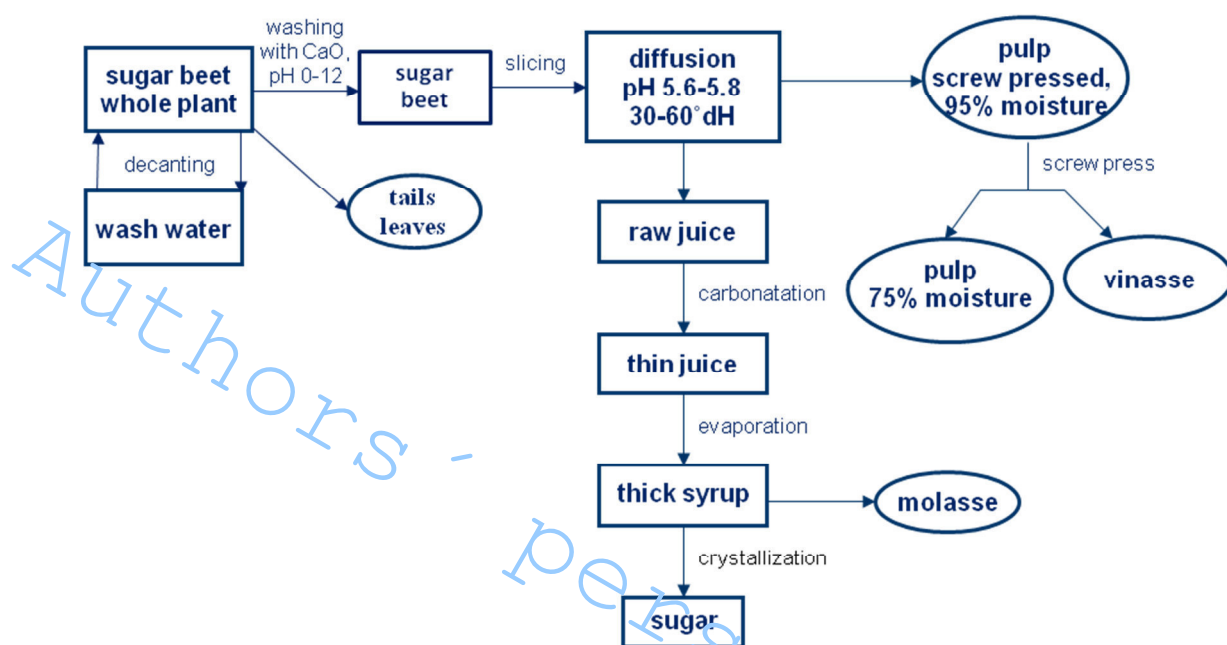 washing
with CaO,
pH 0-12
sugar beet
whole plant
sugar
beet
slicing
diffusion
pH 5.6-5.8
30-60°dH
pulp
screw pressed,
95% moisture
decanting
wash water
tails
leaves
screw press
raw juice
pulp
75% moisture
vinasse
carbonatation
thin juice
evaporation
thick syrup
molasse
crystallization
sugar
Authors´ pers